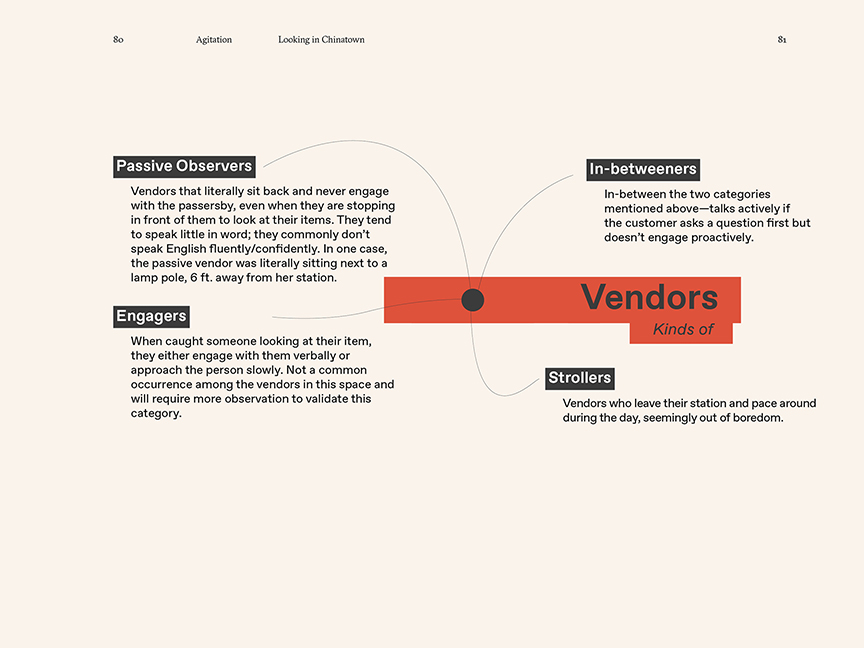 80 Agitation Looking in Chinatown 81
Passive Observers
Vendors that literally sit back and never engage
with the passersby, even when they are stopping
in front of them to look at their items. They tend
to speak little in word; they commonly don’t
speak English fluently/confidently. In one case,
the passive vendor was literally sitting next to a
lamp pole, 6 ft. away from her station.
Engagers
When caught someone looking at their item,
they either engage with them verbally or
approach the person slowly. Not a common
occurrence among the vendors in this space and
will require more observation to validate this
category.
In-betweeners
In-between the two categories
mentioned above—talks actively if
the customer asks a question first but
doesn’t engage proactively.
Vendors
Kinds of
Strollers
Vendors who leave their station and pace around
during the day, seemingly out of boredom.